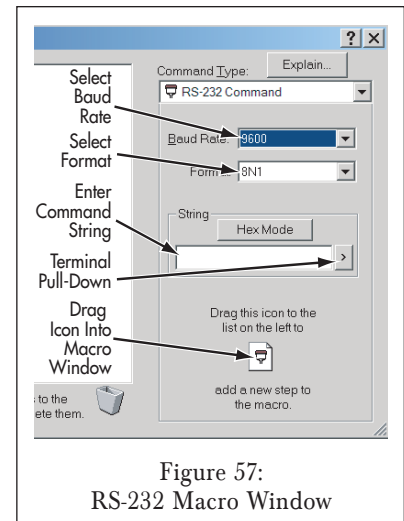 ? ×
Command Type:
Explain...
RS-232 Command
Select
Baud
Rate
Baud Rate: 9600
Select
Format
8N1
Enter
Command
String
String
Hex Mode
>
Terminal
Pull-Down
Drag
Icon Into
Macro
Window
Drag this icon to the
list on the left to
add a new step to
the macro.
to the
ete them.
Figure 57:
RS-232 Macro Window